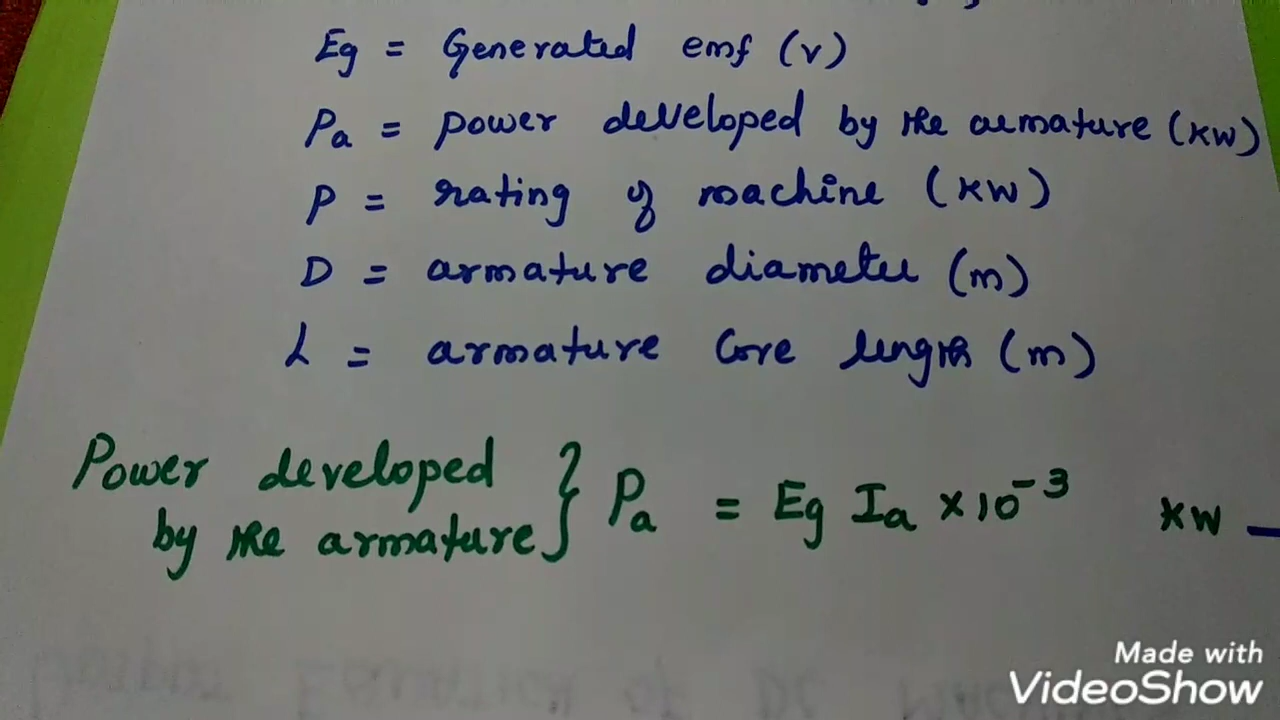 Eg = Generated emf (v)
Pa = power developed by the armature (KW)
P = rating of machine (KW)
D = armature diameter (m)
L = armature Core length (m)
Power developed by the armature } Pa = Eg Ia × 10⁻³ KW
Made with
VideoShow